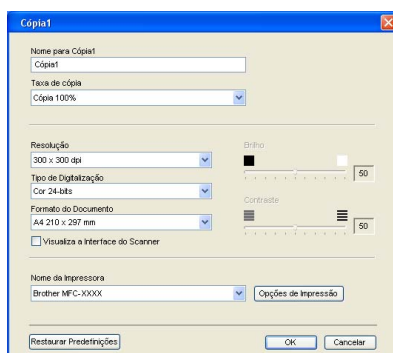 Cópia1
Nome para Cópia1
Cópia1
Taxa de cópia
Cópia 100%
Resolução
300 x 300 dpi
Tipo de Digitalização
Cor 24-bits
Formato do Documento
A4 210 x 297 mm
Visualiza a Interface do Scanner
Brilho
50
Contraste
50
Nome da Impressora
Brother MFC-XXXX
Opções de Impressão
Restaurar Predefinições
OK
Cancelar